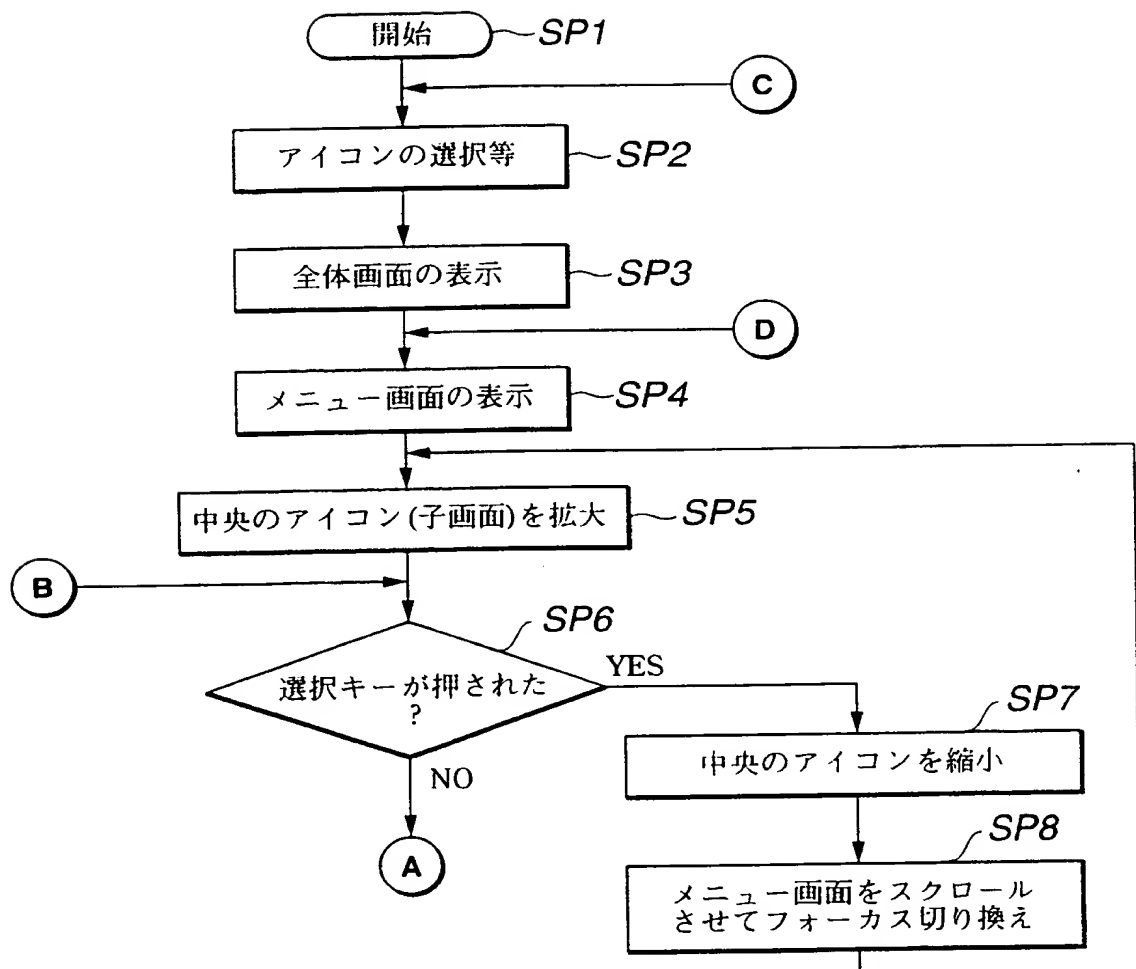 開始
SP1
C
アイコンの選択等
SP2
全体画面の表示
SP3
D
メニュー画面の表示
SP4
中央のアイコン(子画面)を拡大
SP5
B
SP6
選択キーが押された
?
YES
NO
A
SP7
中央のアイコンを縮小
SP8
メニュー画面をスクロール
させてフォーカス切り換え